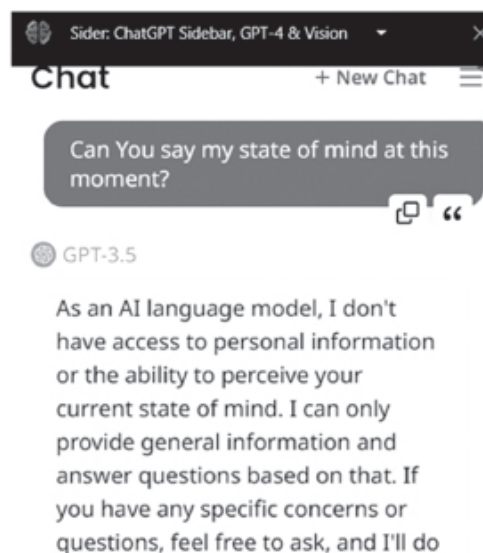 Sider: ChatGPT Sidebar, GPT-4 & Vision
Chat
+ New Chat
Can You say my state of mind at this
moment?
GPT-3.5
As an AI language model, I don't
have access to personal information
or the ability to perceive your
current state of mind. I can only
provide general information and
answer questions based on that. If
you have any specific concerns or
questions, feel free to ask, and I'll do